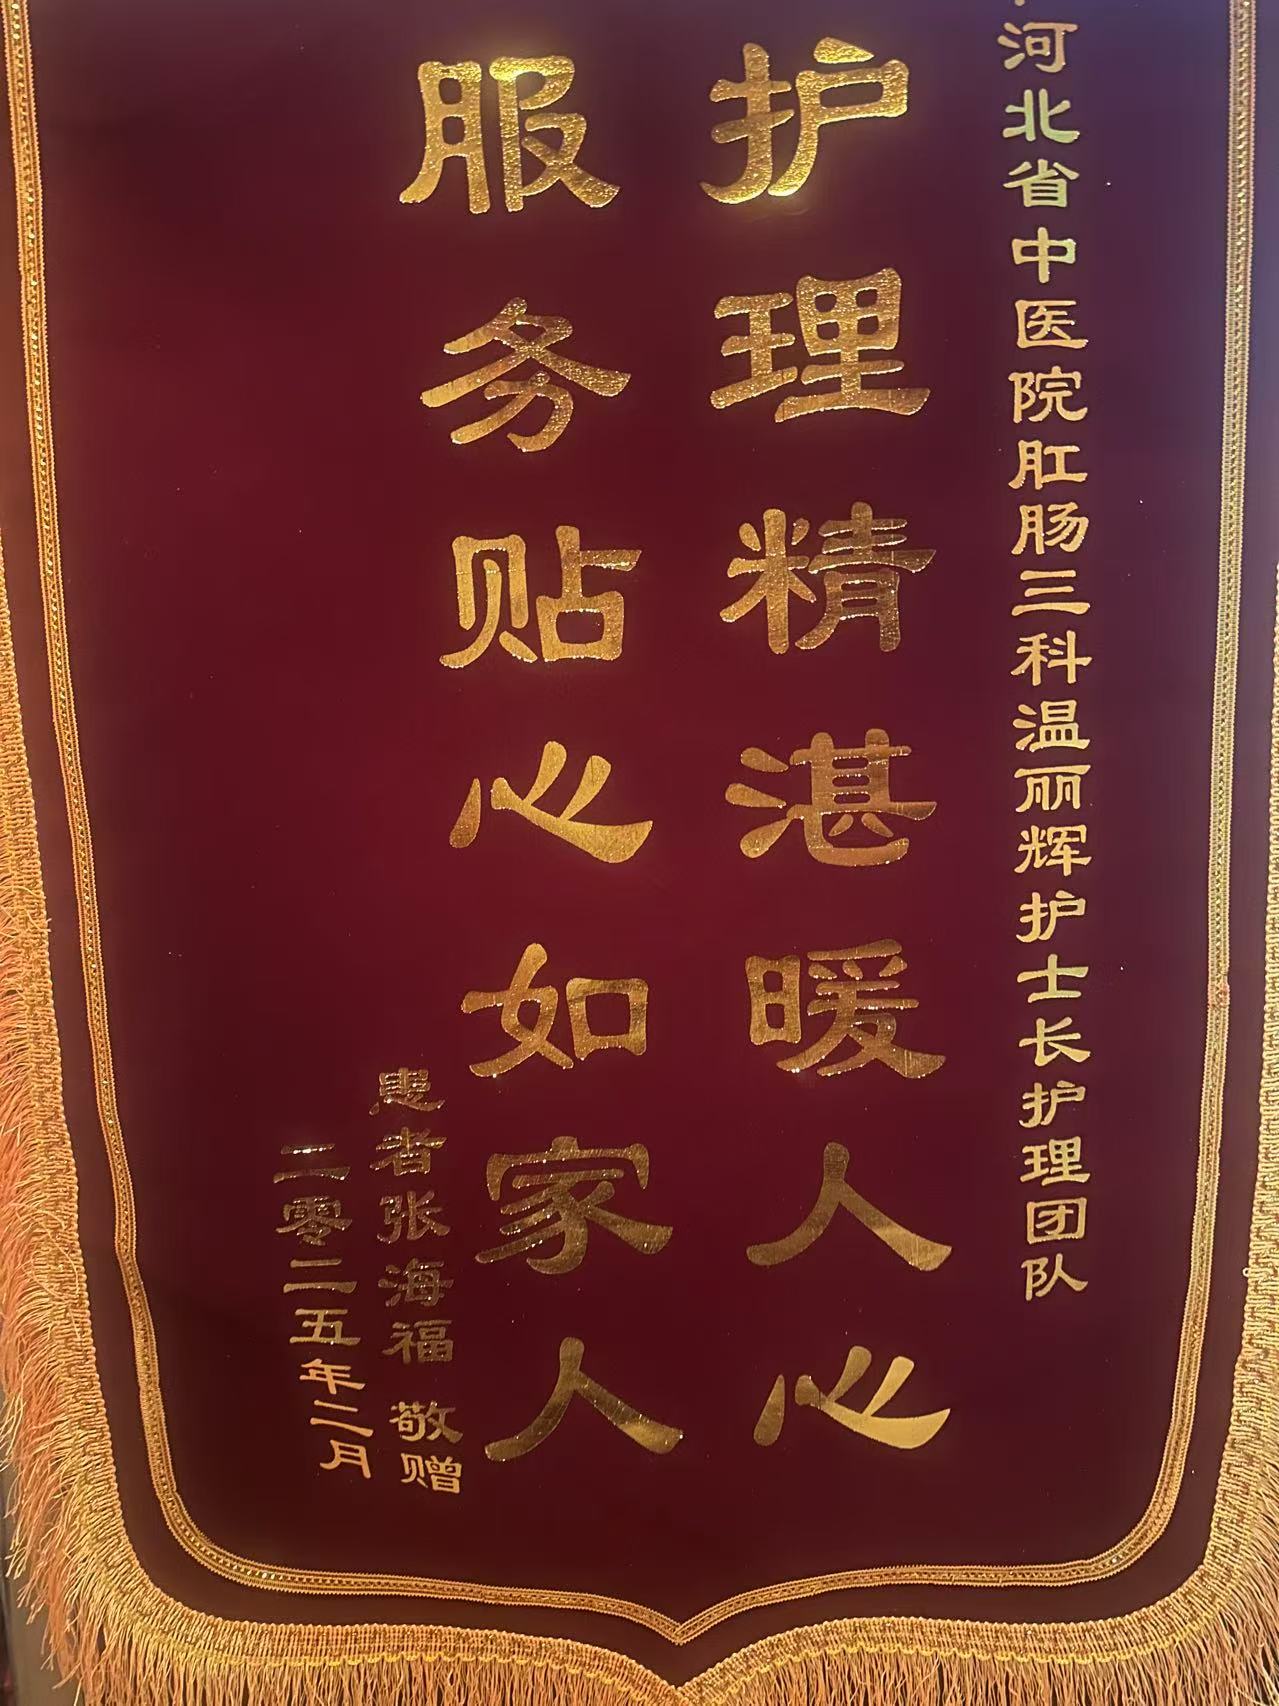 河北省中医院肛肠三科温丽辉护士长护理团队
护理精湛暖人心
服务贴心如家人
患者张海福 敬赠
二零二五年二月